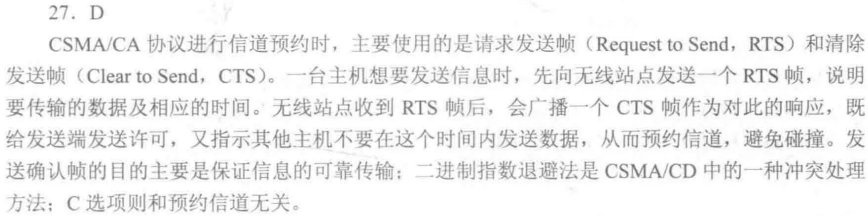 27．D
CSMA/CA 协议进行信道预约时，主要使用的是请求发送帧（Request to Send，RTS）和清除
发送帧（Clear to Send，CTS）。一台主机想要发送信息时，先向无线站点发送一个 RTS 帧，说明
要传输的数据及相应的时间。无线站点收到 RTS 帧后，会广播一个 CTS 帧作为对此的响应，既
给发送端发送许可，又指示其他主机不要在这个时间内发送数据，从而预约信道，避免碰撞。发
送确认帧的目的主要是保证信息的可靠传输；二进制指数退避法是 CSMA/CD 中的一种冲突处理
方法；C 选项则和预约信道无关。